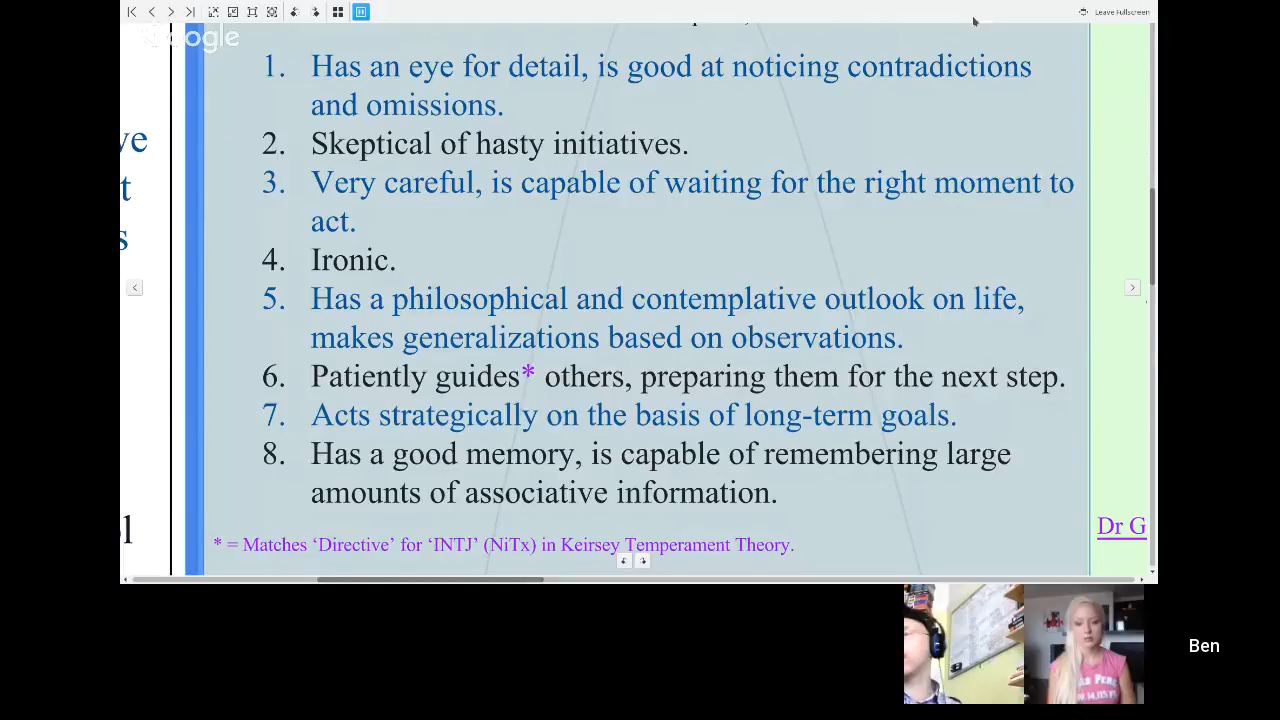 Leave Fullscreen
Google
1. Has an eye for detail, is good at noticing contradictions
and omissions.
2. Skeptical of hasty initiatives.
3. Very careful, is capable of waiting for the right moment to
act.
4. Ironic.
5. Has a philosophical and contemplative outlook on life,
makes generalizations based on observations.
6. Patiently guides* others, preparing them for the next step.
7. Acts strategically on the basis of long-term goals.
8. Has a good memory, is capable of remembering large
amounts of associative information.
* = Matches ‘Directive’ for ‘INTJ’ (NiTx) in Keirsey Temperament Theory.
ve
t
s
ol
Dr G
Ben